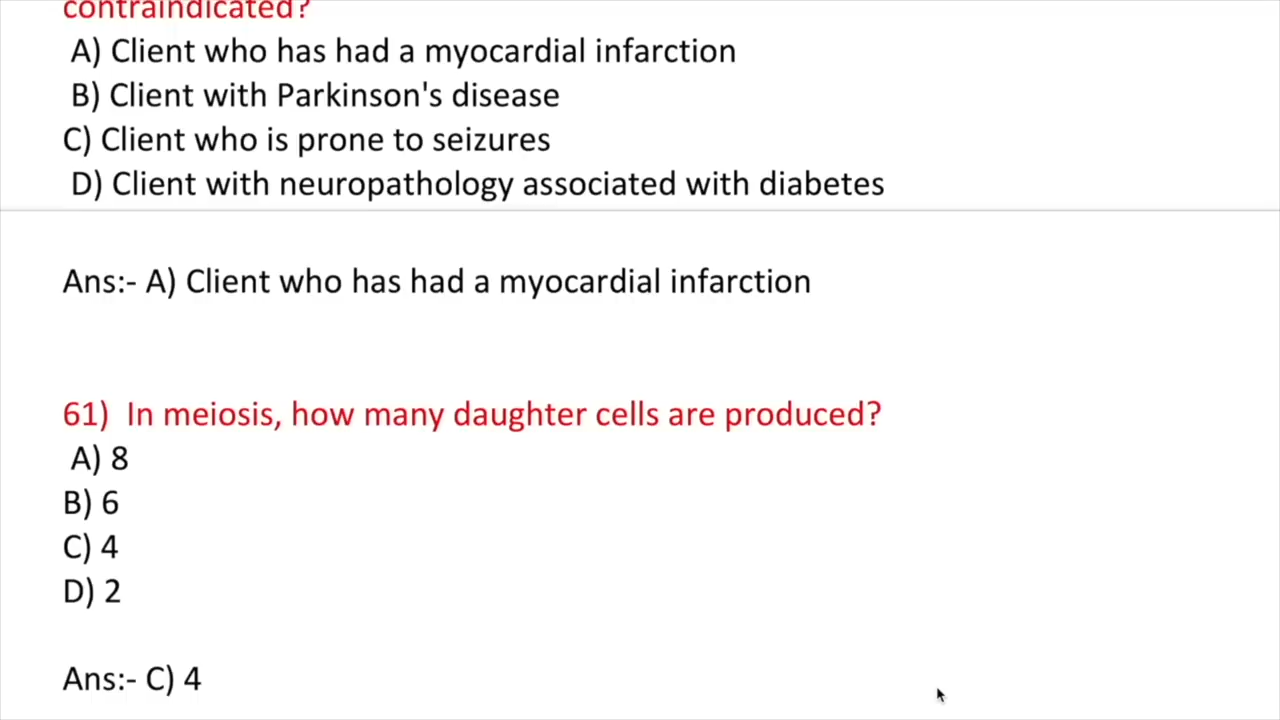 contraindicated?
A) Client who has had a myocardial infarction
B) Client with Parkinson's disease
C) Client who is prone to seizures
D) Client with neuropathology associated with diabetes
Ans:- A) Client who has had a myocardial infarction
61) In meiosis, how many daughter cells are produced?
A) 8
B) 6
C) 4
D) 2
Ans:- C) 4